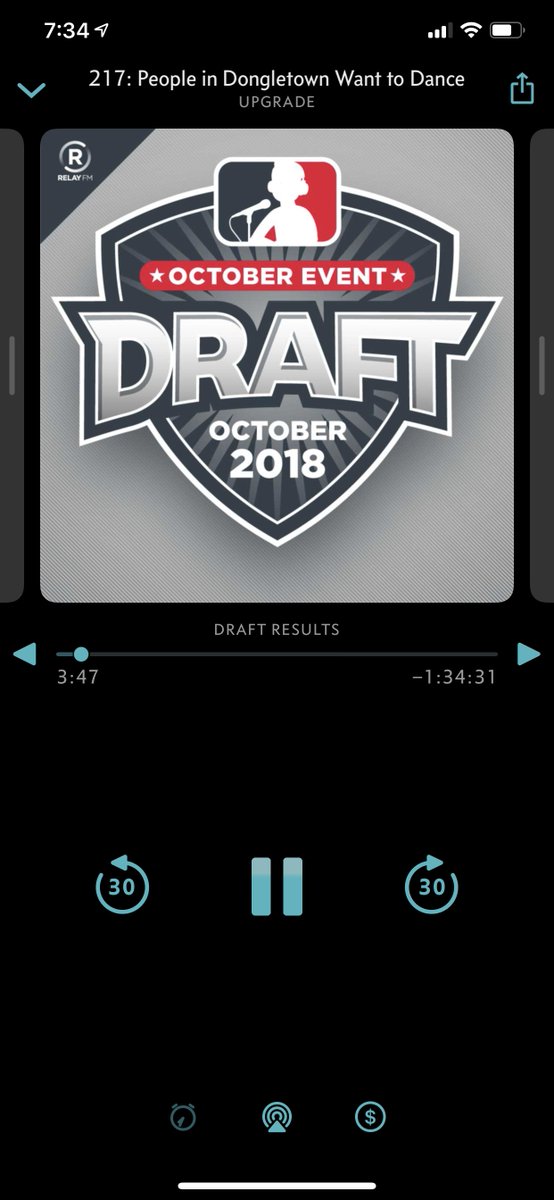 7:34
217: People in Dongletown Want to Dance
UPGRADE
R
RELAY FM
★OCTOBER EVENT★
DRAFT
OCTOBER
2018
DRAFT RESULTS
3:47
−1:34:31
30
30
$